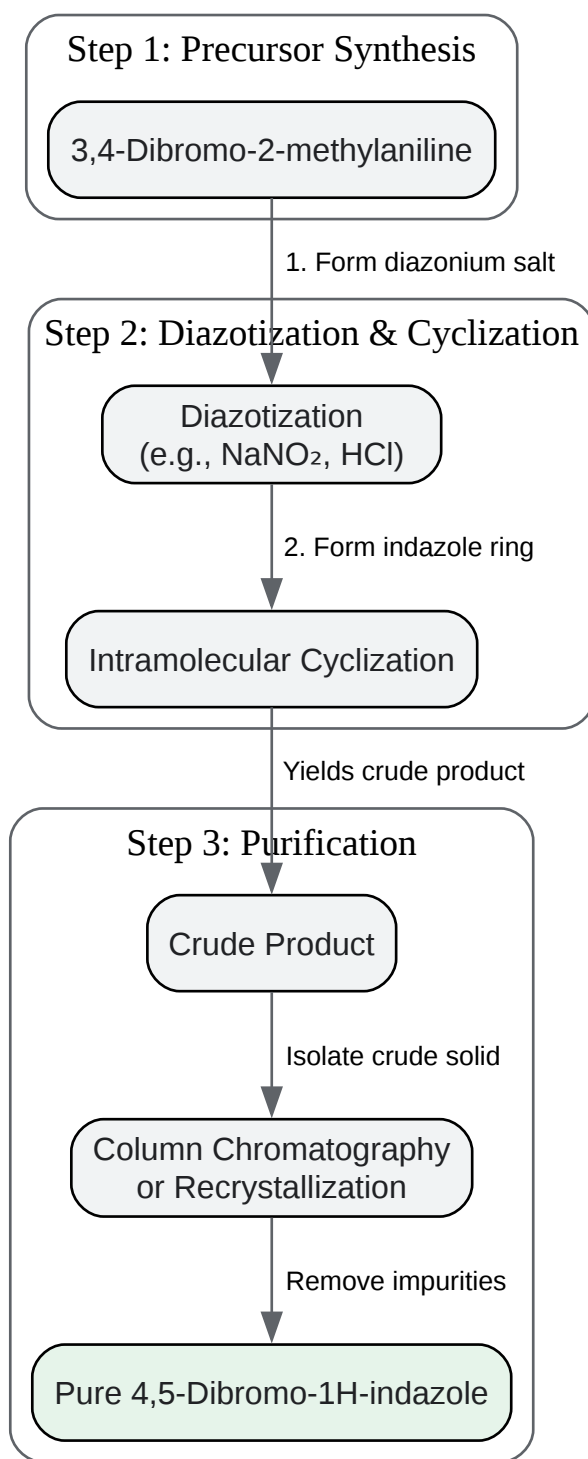 Step 1: Precursor Synthesis
3,4-Dibromo-2-methylaniline
1. Form diazonium salt
Step 2: Diazotization & Cyclization
Diazotization
(e.g., NaNO₂, HCl)
2. Form indazole ring
Intramolecular Cyclization
Yields crude product
Step 3: Purification
Crude Product
Isolate crude solid
Column Chromatography
or Recrystallization
Remove impurities
Pure 4,5-Dibromo-1H-indazole